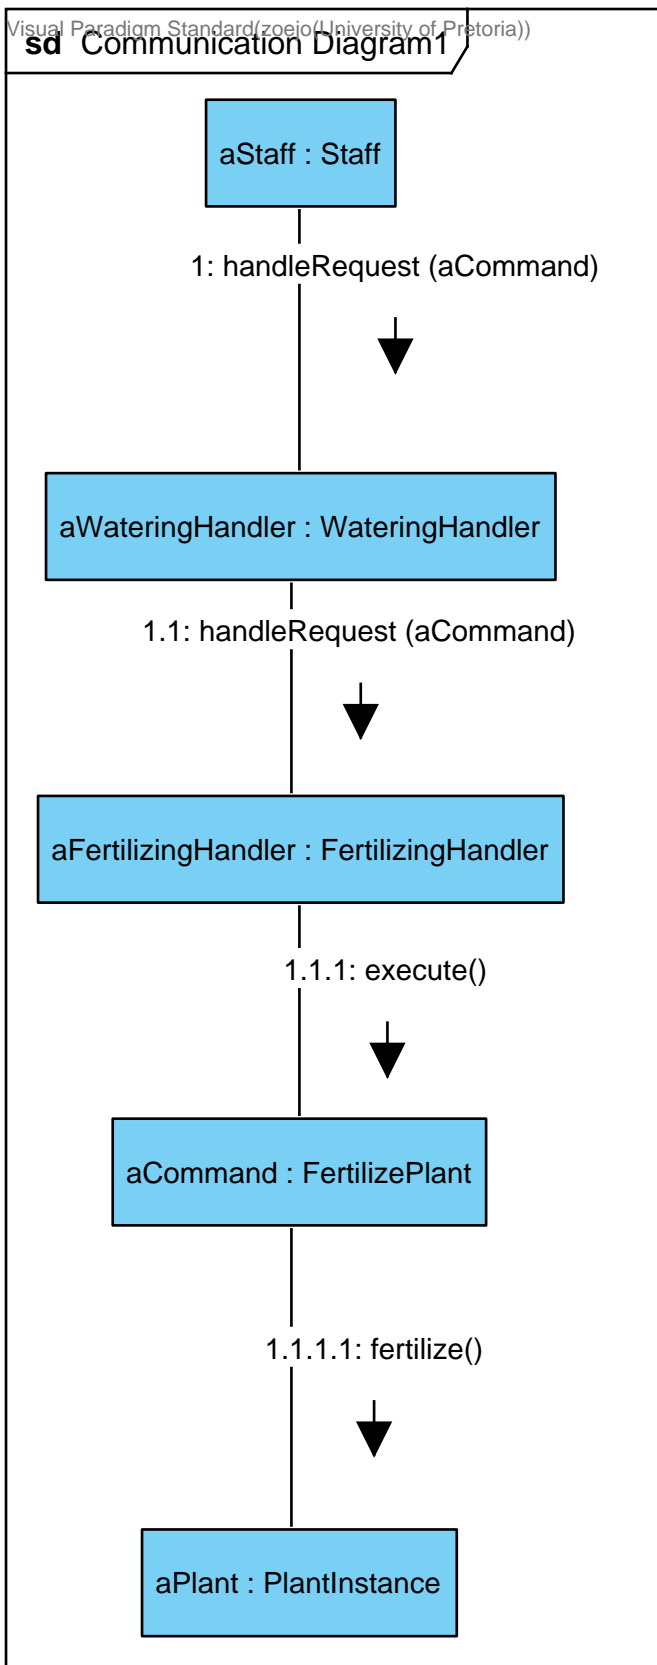 Visual Paradigm Standard(zoejo(University of Pretoria))
sd Communication Diagram1
aStaff : Staff
1: handleRequest (aCommand)
aWateringHandler : WateringHandler
1.1: handleRequest (aCommand)
aFertilizingHandler : FertilizingHandler
1.1.1: execute()
aCommand : FertilizePlant
1.1.1.1: fertilize()
aPlant : PlantInstance